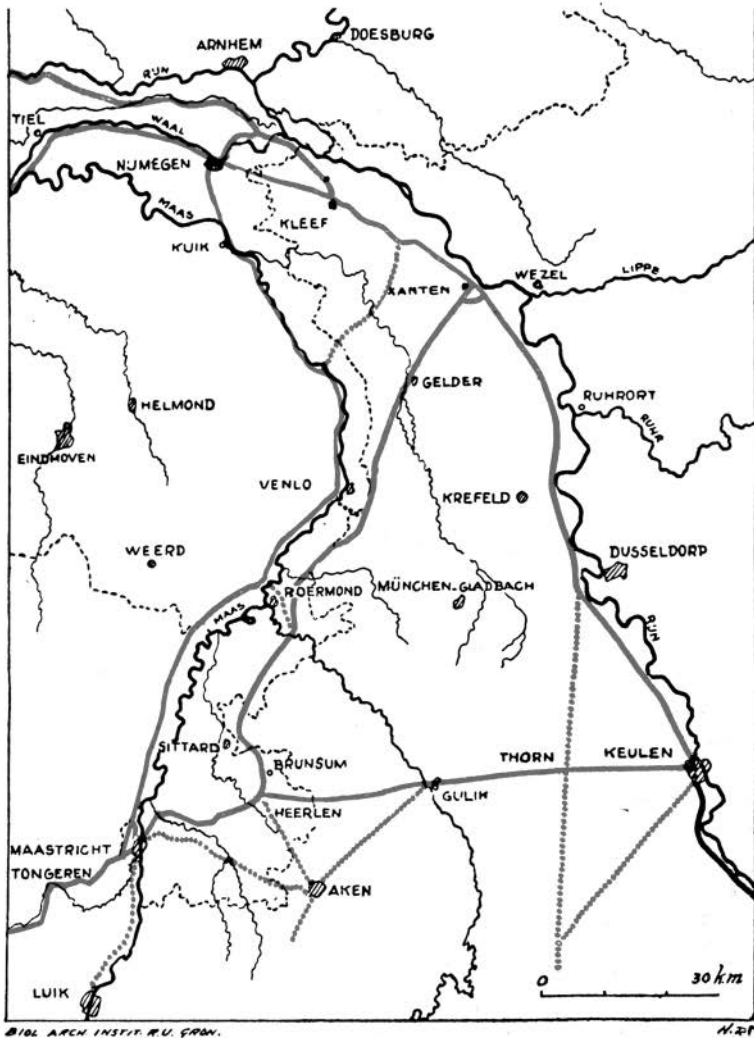 DOESBURG
ARNHEM
RIJN
TIEL
WAAL
NIJMEGEN
MAAS
KLEEF
KUIK
WEZEL
LIPPE
XANTEN
GELDER
HELMOND
RUHRORT
RUHR
EINDHOVEN
VENLO
KREFELD
WEERD
DUSSELDORP
ROERMOND
MÜNCHEN-GLADBACH
MAAS
RIJN
SITTARD
BRUNSUM
THORN
KEULEN
GULIK
HEERLEN
MAASTRICHT
TONGEREN
AKEN
LUIK
0 30 k.m
BIOL ARCH INSTIT. R.U. GRON.